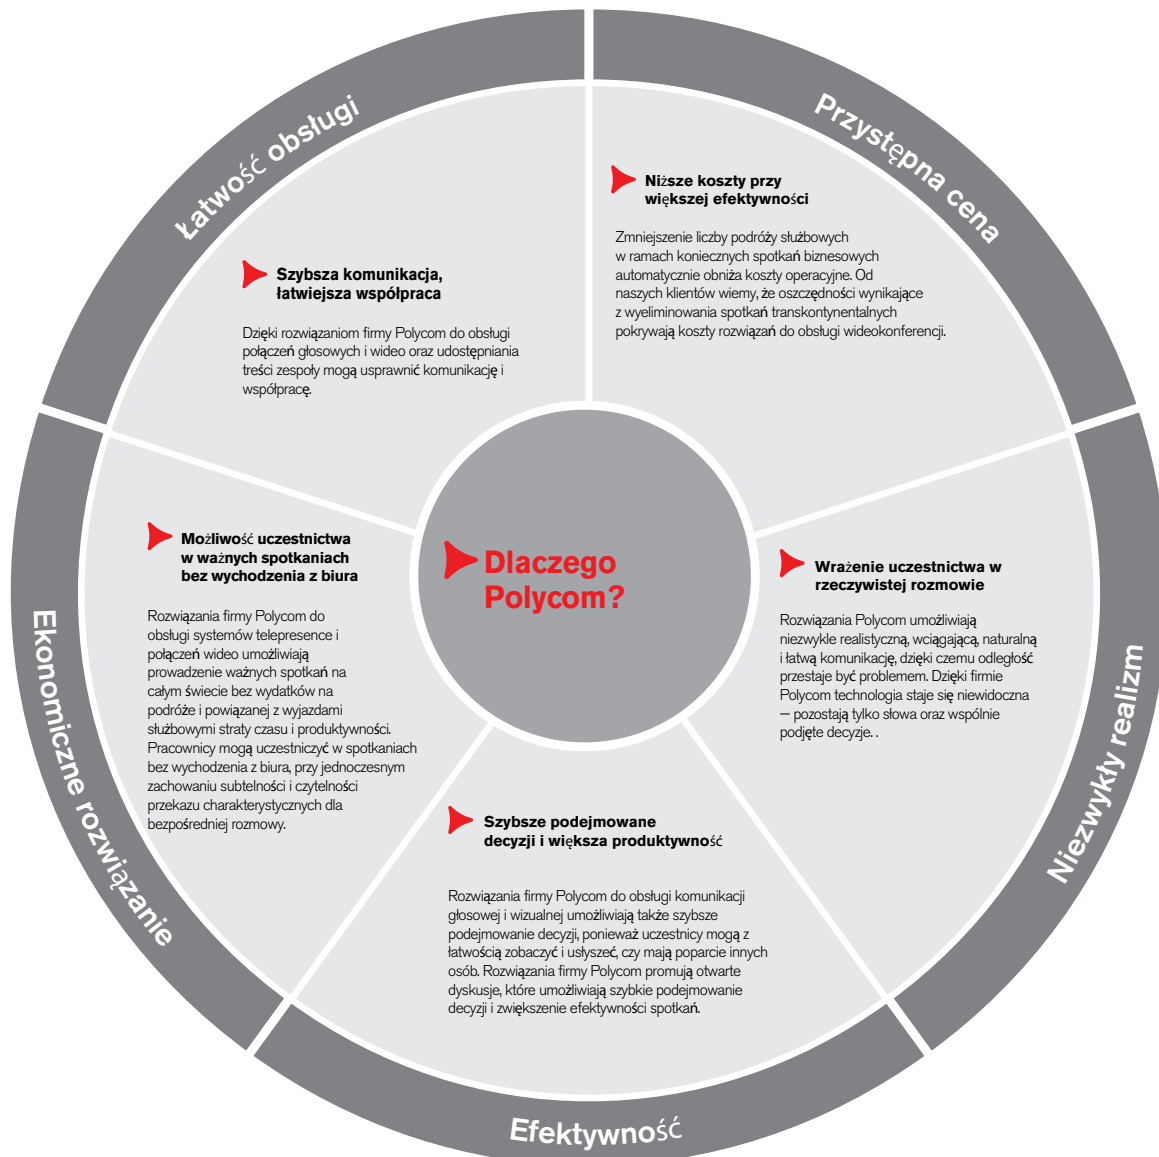 Łatwość obsługi
Przystępna cena
Niższe koszty przy
większej efektywności
Zmniejszenie liczby podróży służbowych
w ramach koniecznych spotkań biznesowych
automatycznie obniża koszty operacyjne. Od
naszych klientów wiemy, że oszczędności wynikające
z wyeliminowania spotkań transkontynentalnych
pokrywają koszty rozwiązań do obsługi wideokonferencji.
Szybsza komunikacja,
łatwiejsza współpraca
Dzięki rozwiązaniom firmy Polycom do obsługi
połączeń głosowych i wideo oraz udostępniania
treści zespoły mogą usprawnić komunikację i
współpracę.
Możliwość uczestnictwa
w ważnych spotkaniach
bez wychodzenia z biura
Rozwiązania firmy Polycom do
obsługi systemów telepresence i
połączeń wideo umożliwiają
prowadzenie ważnych spotkań na
całym świecie bez wydatków na
podróże i powiązanej z wyjazdami
służbowymi straty czasu i produktywności.
Pracownicy mogą uczestniczyć w spotkaniach
bez wychodzenia z biura, przy jednoczesnym
zachowaniu subtelności i czytelności
przekazu charakterystycznych dla
bezpośredniej rozmowy.
Dlaczego
Polycom?
Wrażenie uczestnictwa w
rzeczywistej rozmowie
Rozwiązania Polycom umożliwiają
niezwykle realistyczną, wciągającą, naturalną
i łatwą komunikację, dzięki czemu odległość
przestaje być problemem. Dzięki firmie
Polycom technologia staje się niewidoczna
– pozostają tylko słowa oraz wspólnie
podjęte decyzje. .
Ekonomiczne rozwiązanie
Niezwykły realizm
Szybsze podejmowane
decyzji i większa produktywność
Rozwiązania firmy Polycom do obsługi komunikacji
głosowej i wizualnej umożliwiają także szybsze
podejmowanie decyzji, ponieważ uczestnicy mogą z
łatwością zobaczyć i usłyszeć, czy mają poparcie innych
osób. Rozwiązania firmy Polycom promują otwarte
dyskusje, które umożliwiają szybkie podejmowanie
decyzji i zwiększenie efektywności spotkań.
Efektywność